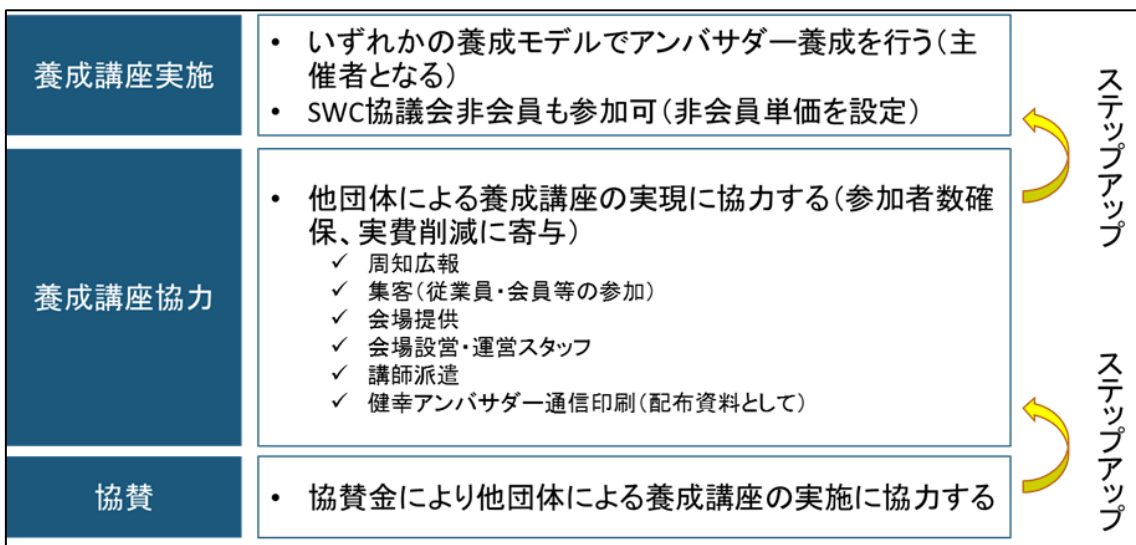 養成講座実施
• いずれかの養成モデルでアンバサダー養成を行う（主
催者となる）
• SWC協議会非会員も参加可（非会員単価を設定）
ステップアップ
養成講座協力
• 他団体による養成講座の実現に協力する（参加者数確
保、実費削減に寄与）
✓ 周知広報
✓ 集客（従業員・会員等の参加）
✓ 会場提供
✓ 会場設営・運営スタッフ
✓ 講師派遣
✓ 健幸アンバサダー通信印刷（配布資料として）
ステップアップ
協賛
• 協賛金により他団体による養成講座の実施に協力する